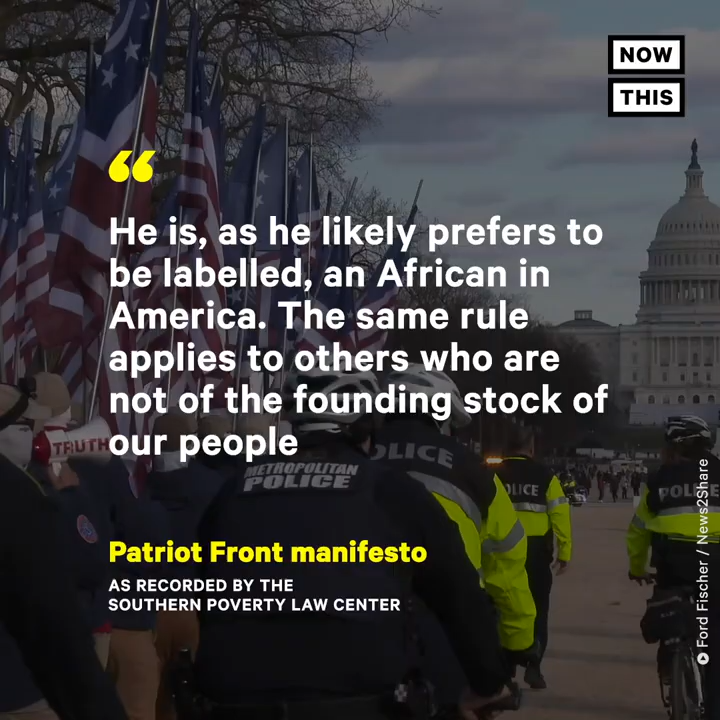 NOW
THIS
“
He is, as he likely prefers to
be labelled, an African in
America. The same rule
applies to others who are
not of the founding stock of
our people
TRUTH
METROPOLITAN
POLICE
POLICE
POLICE
POLICE
Patriot Front manifesto
AS RECORDED BY THE
SOUTHERN POVERTY LAW CENTER
Ford Fischer / News2Share